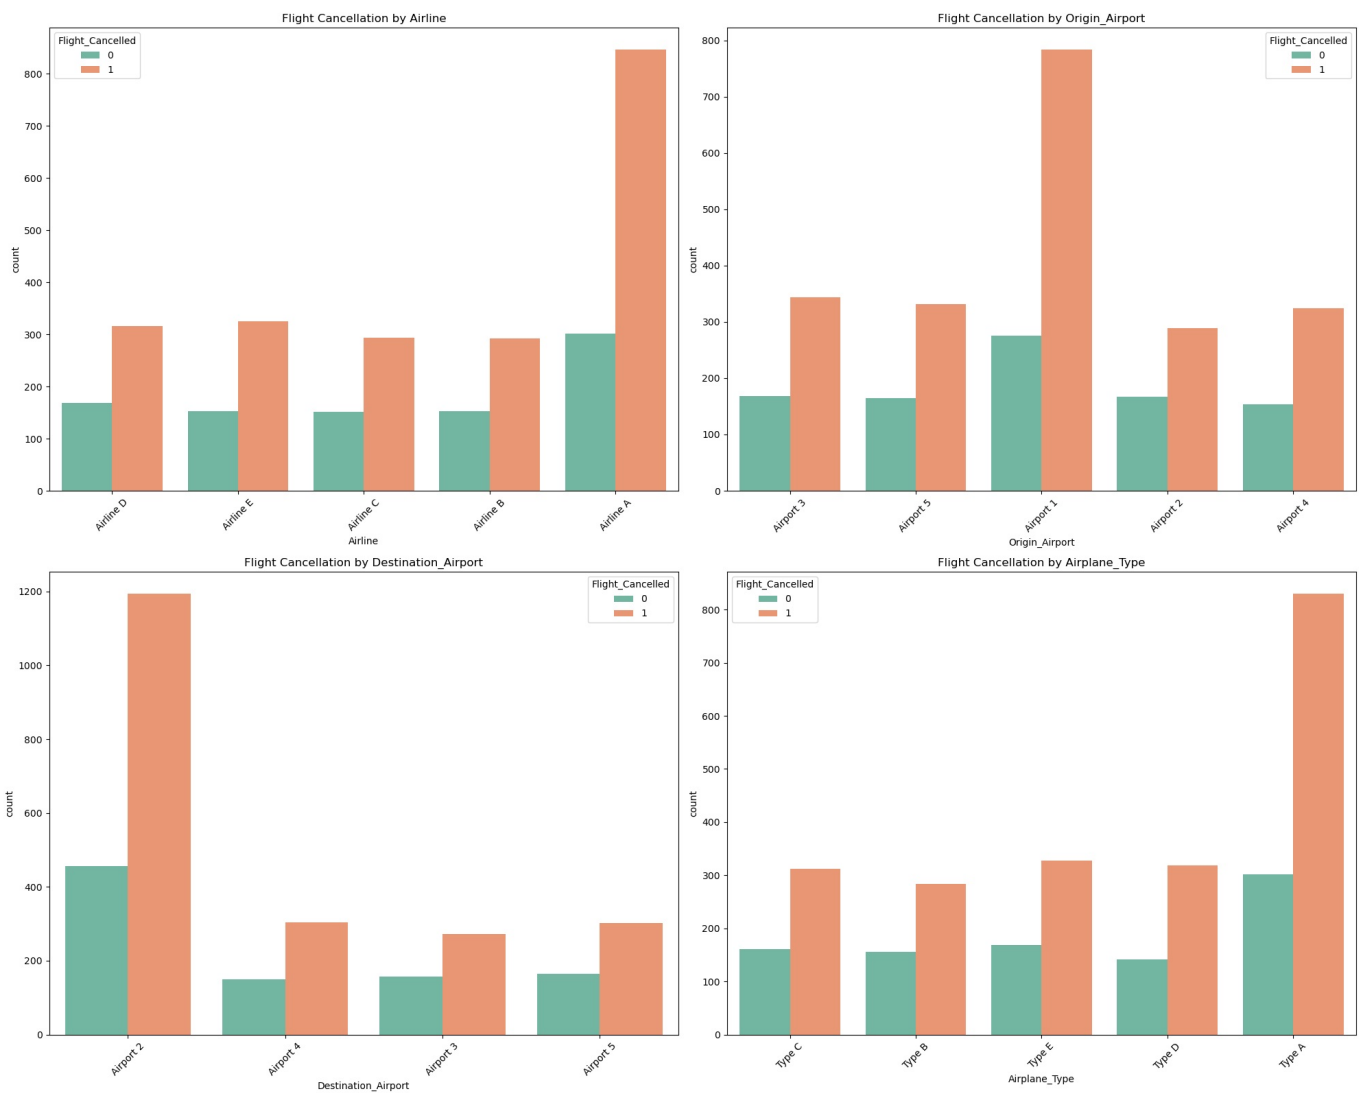 Flight Cancellation by Airline
Flight_Cancelled
0
1
800
700
600
500
400
300
200
100
0
count
Airline D
Airline E
Airline C
Airline B
Airline A
Airline
Flight Cancellation by Origin_Airport
Flight_Cancelled
0
1
800
700
600
500
400
300
200
100
0
count
Airport 3
Airport 5
Airport 1
Airport 2
Airport 4
Origin_Airport
Flight Cancellation by Destination_Airport
Flight_Cancelled
0
1
1200
1000
800
600
400
200
0
count
Airport 2
Airport 4
Airport 3
Airport 5
Destination_Airport
Flight Cancellation by Airplane_Type
Flight_Cancelled
0
1
800
700
600
500
400
300
200
100
0
count
Type C
Type B
Type E
Type D
Type A
Airplane_Type